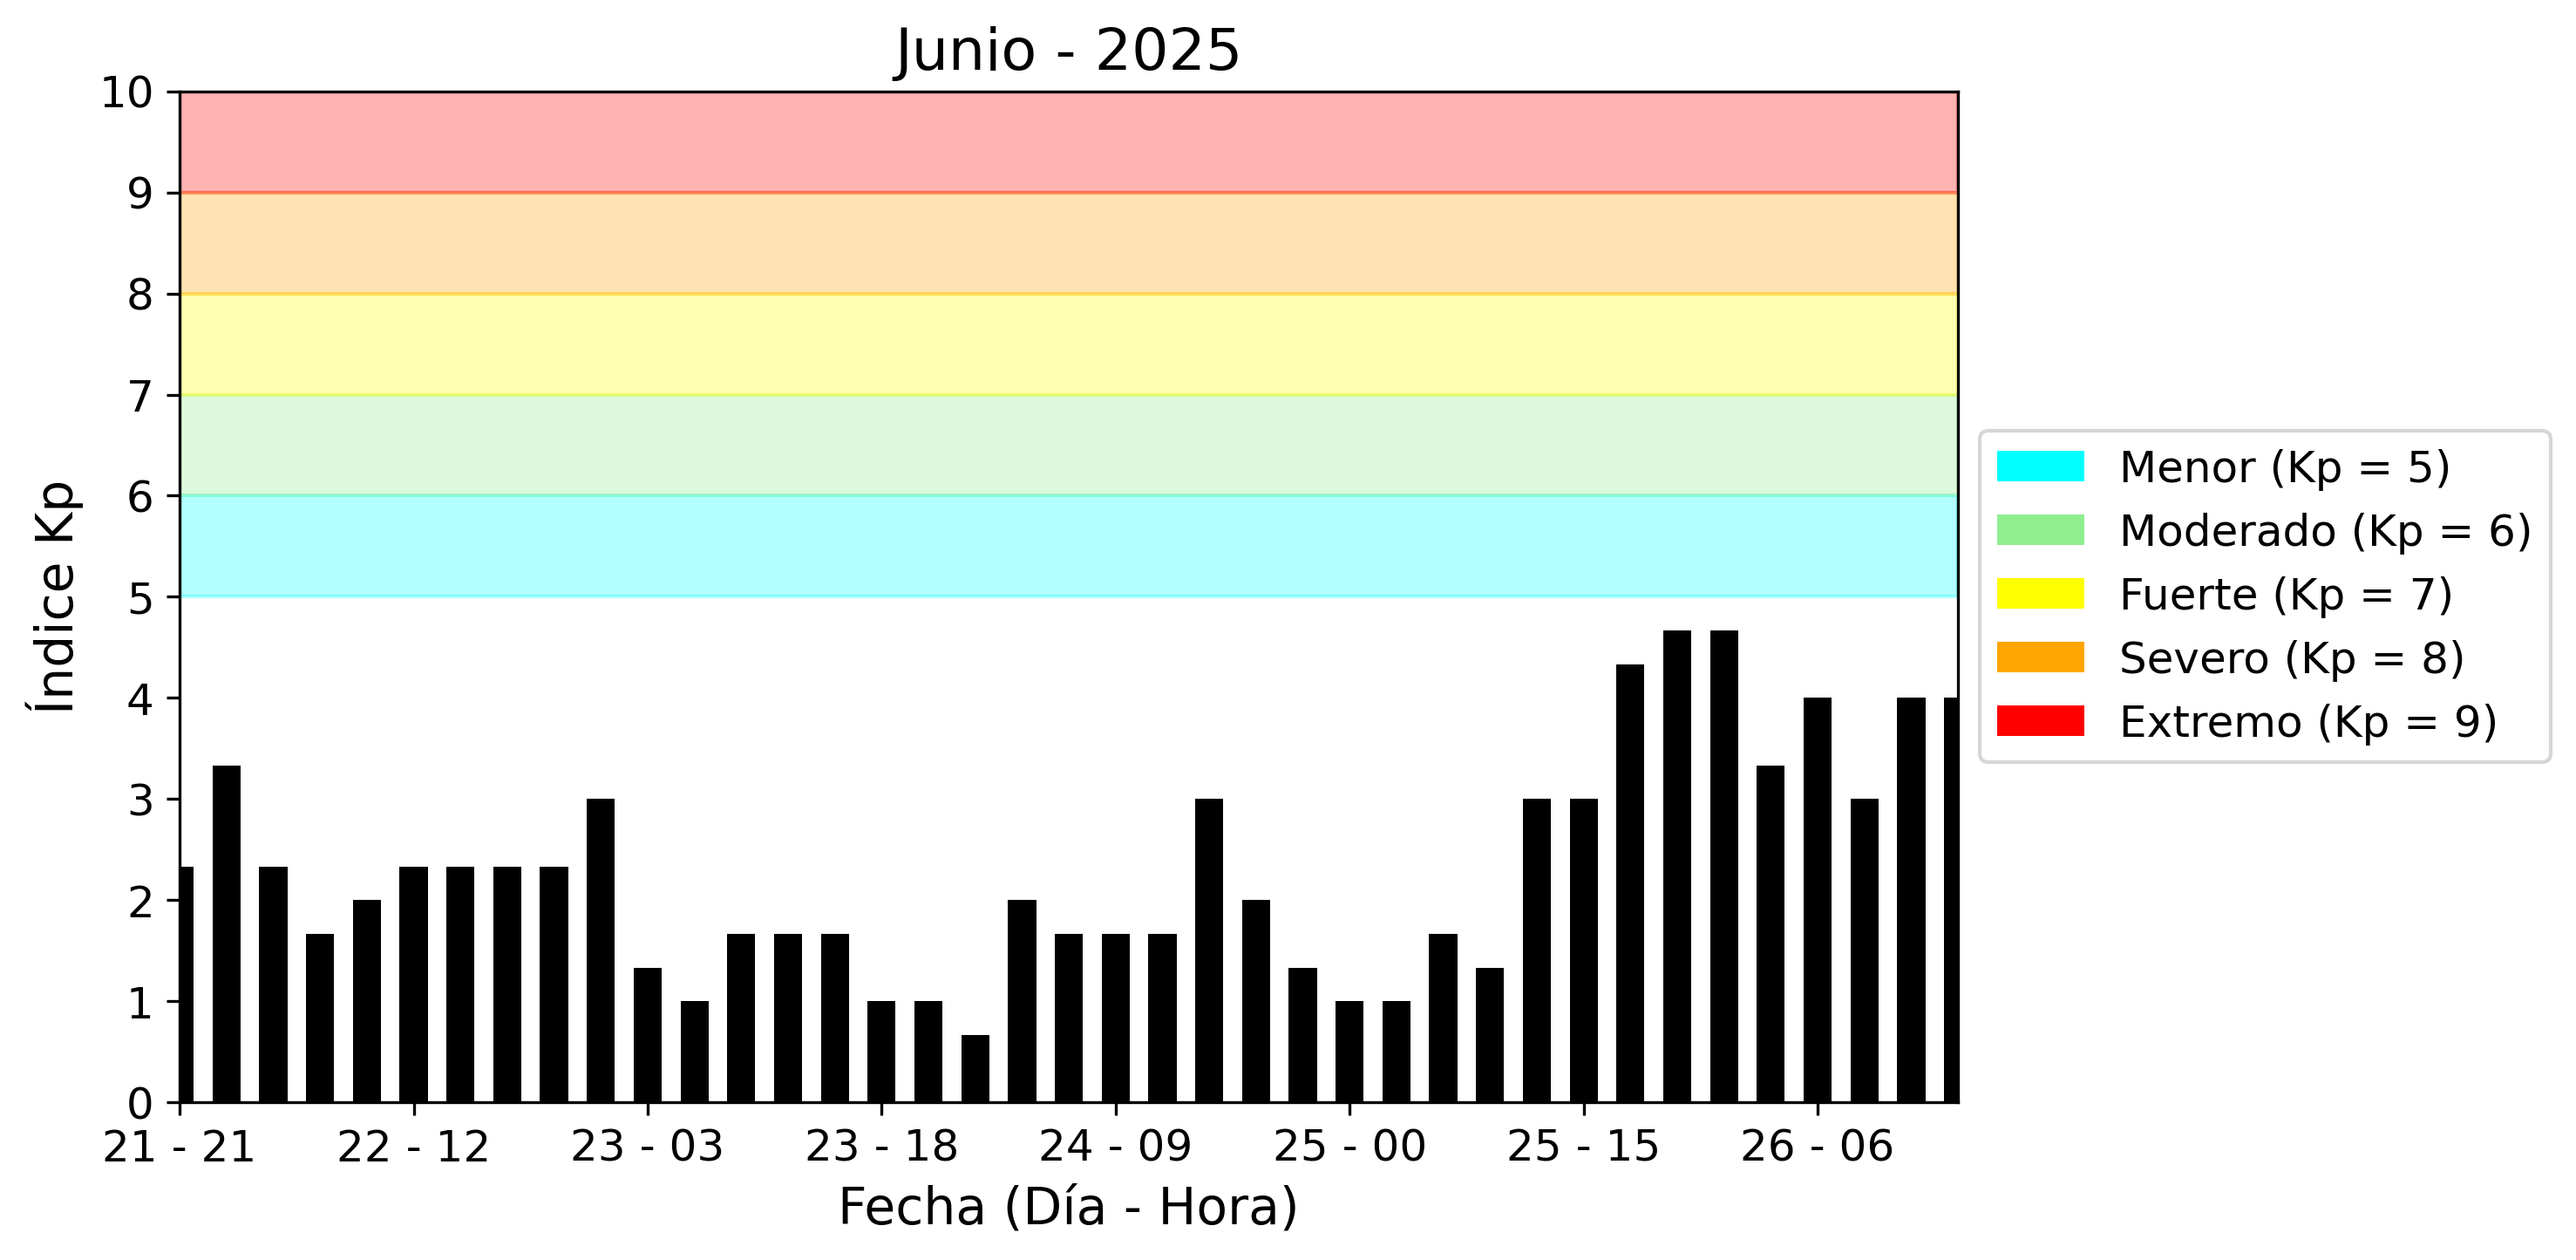 Junio - 2025
10
9
8
7
6
5
4
3
2
1
0
Índice Kp
21 - 21
22 - 12
23 - 03
23 - 18
24 - 09
25 - 00
25 - 15
26 - 06
Fecha (Día - Hora)
Menor (Kp = 5)
Moderado (Kp = 6)
Fuerte (Kp = 7)
Severo (Kp = 8)
Extremo (Kp = 9)